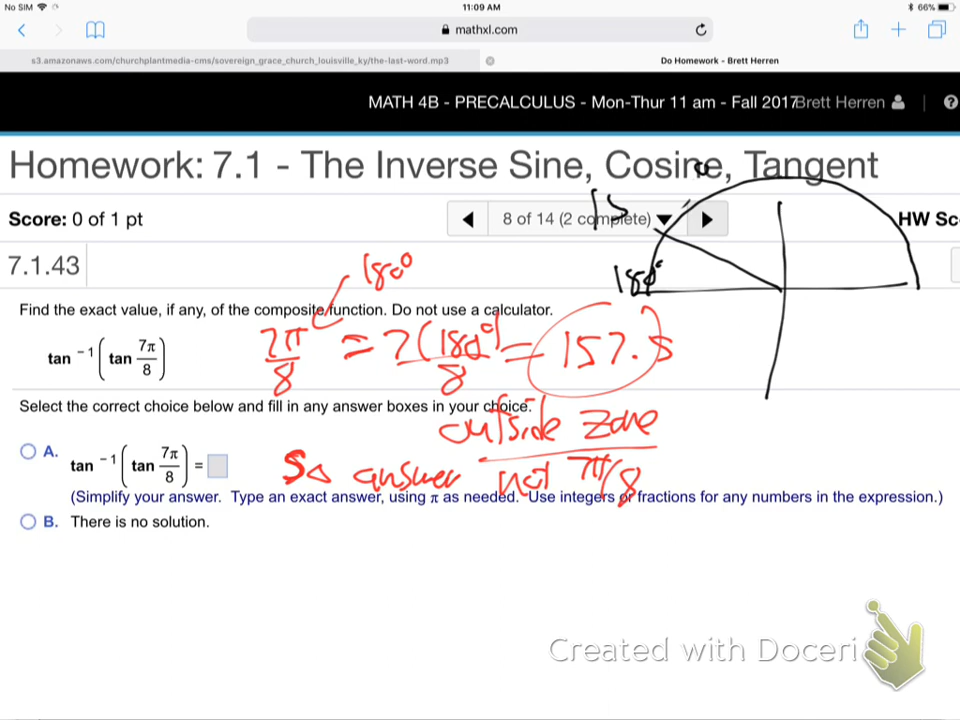 No SIM 11:09 AM 66%
mathxl.com
s3.amazonaws.com/churchplantmedia-cms/sovereign_grace_church_louisville_ky/the-last-word.mp3 Do Homework - Brett Herren
MATH 4B - PRECALCULUS - Mon-Thur 11 am - Fall 2017 Brett Herren
Homework: 7.1 - The Inverse Sine, Cosine, Tangent
Score: 0 of 1 pt 8 of 14 (2 complete) HW Sc
7.1.43
180°
180°
Find the exact value, if any, of the composite function. Do not use a calculator.
tan⁻¹(tan 7π/8)
7π/8 = 7(180°)/8 = 157.5
Select the correct choice below and fill in any answer boxes in your choice.
outside zone
A. tan⁻¹(tan 7π/8) =
So answer not 7π/8
(Simplify your answer. Type an exact answer, using π as needed. Use integers or fractions for any numbers in the expression.)
B. There is no solution.
Created with Doceri